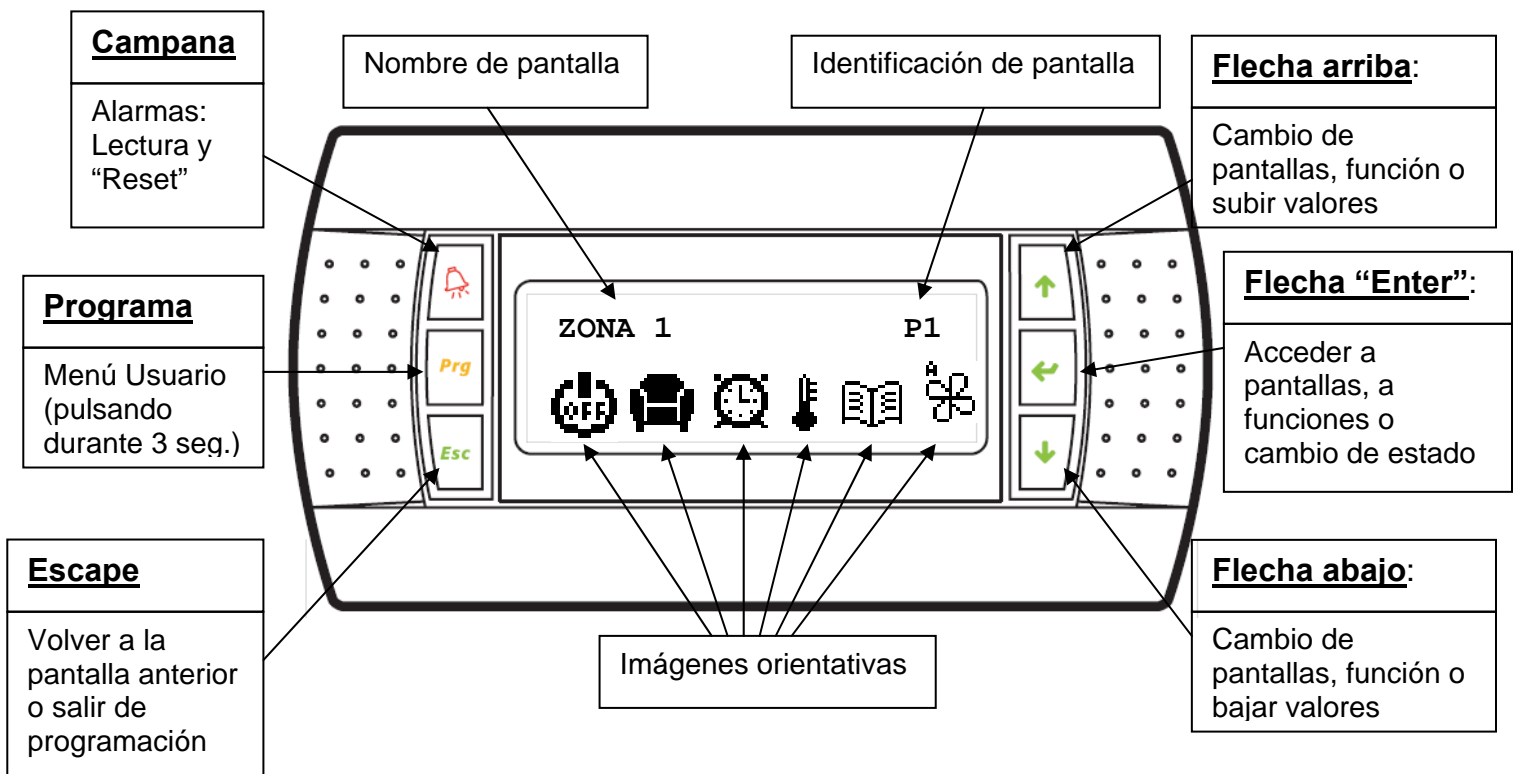 Campana
Alarmas:
Lectura y
“Reset”
Nombre de pantalla
Identificación de pantalla
Flecha arriba:
Cambio de
pantallas, función o
subir valores
Programa
Menú Usuario
(pulsando
durante 3 seg.)
Prg
Esc
ZONA 1 P1
OFF
A
Flecha “Enter”:
Acceder a
pantallas, a
funciones o
cambio de estado
Escape
Volver a la
pantalla anterior
o salir de
programación
Imágenes orientativas
Flecha abajo:
Cambio de
pantallas, función o
bajar valores